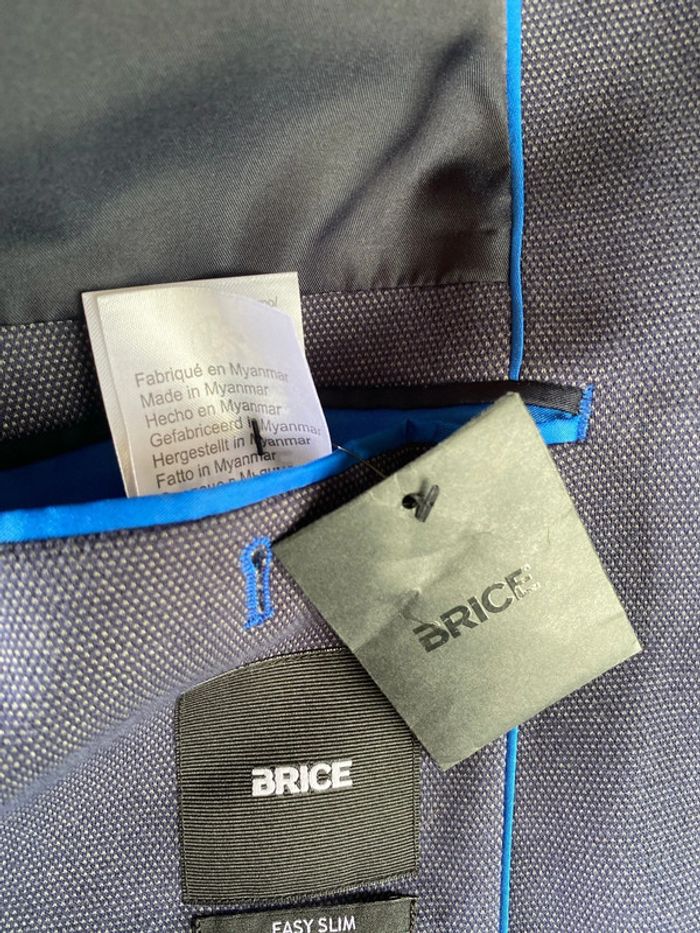 Fabriqué en Myanmar
Made in Myanmar
Hecho en Myanmar
Gefabriceerd in Myanmar
Hergestellt in Myanmar
Fatto in Myanmar
BRICE
BRICE
EASY SLIM